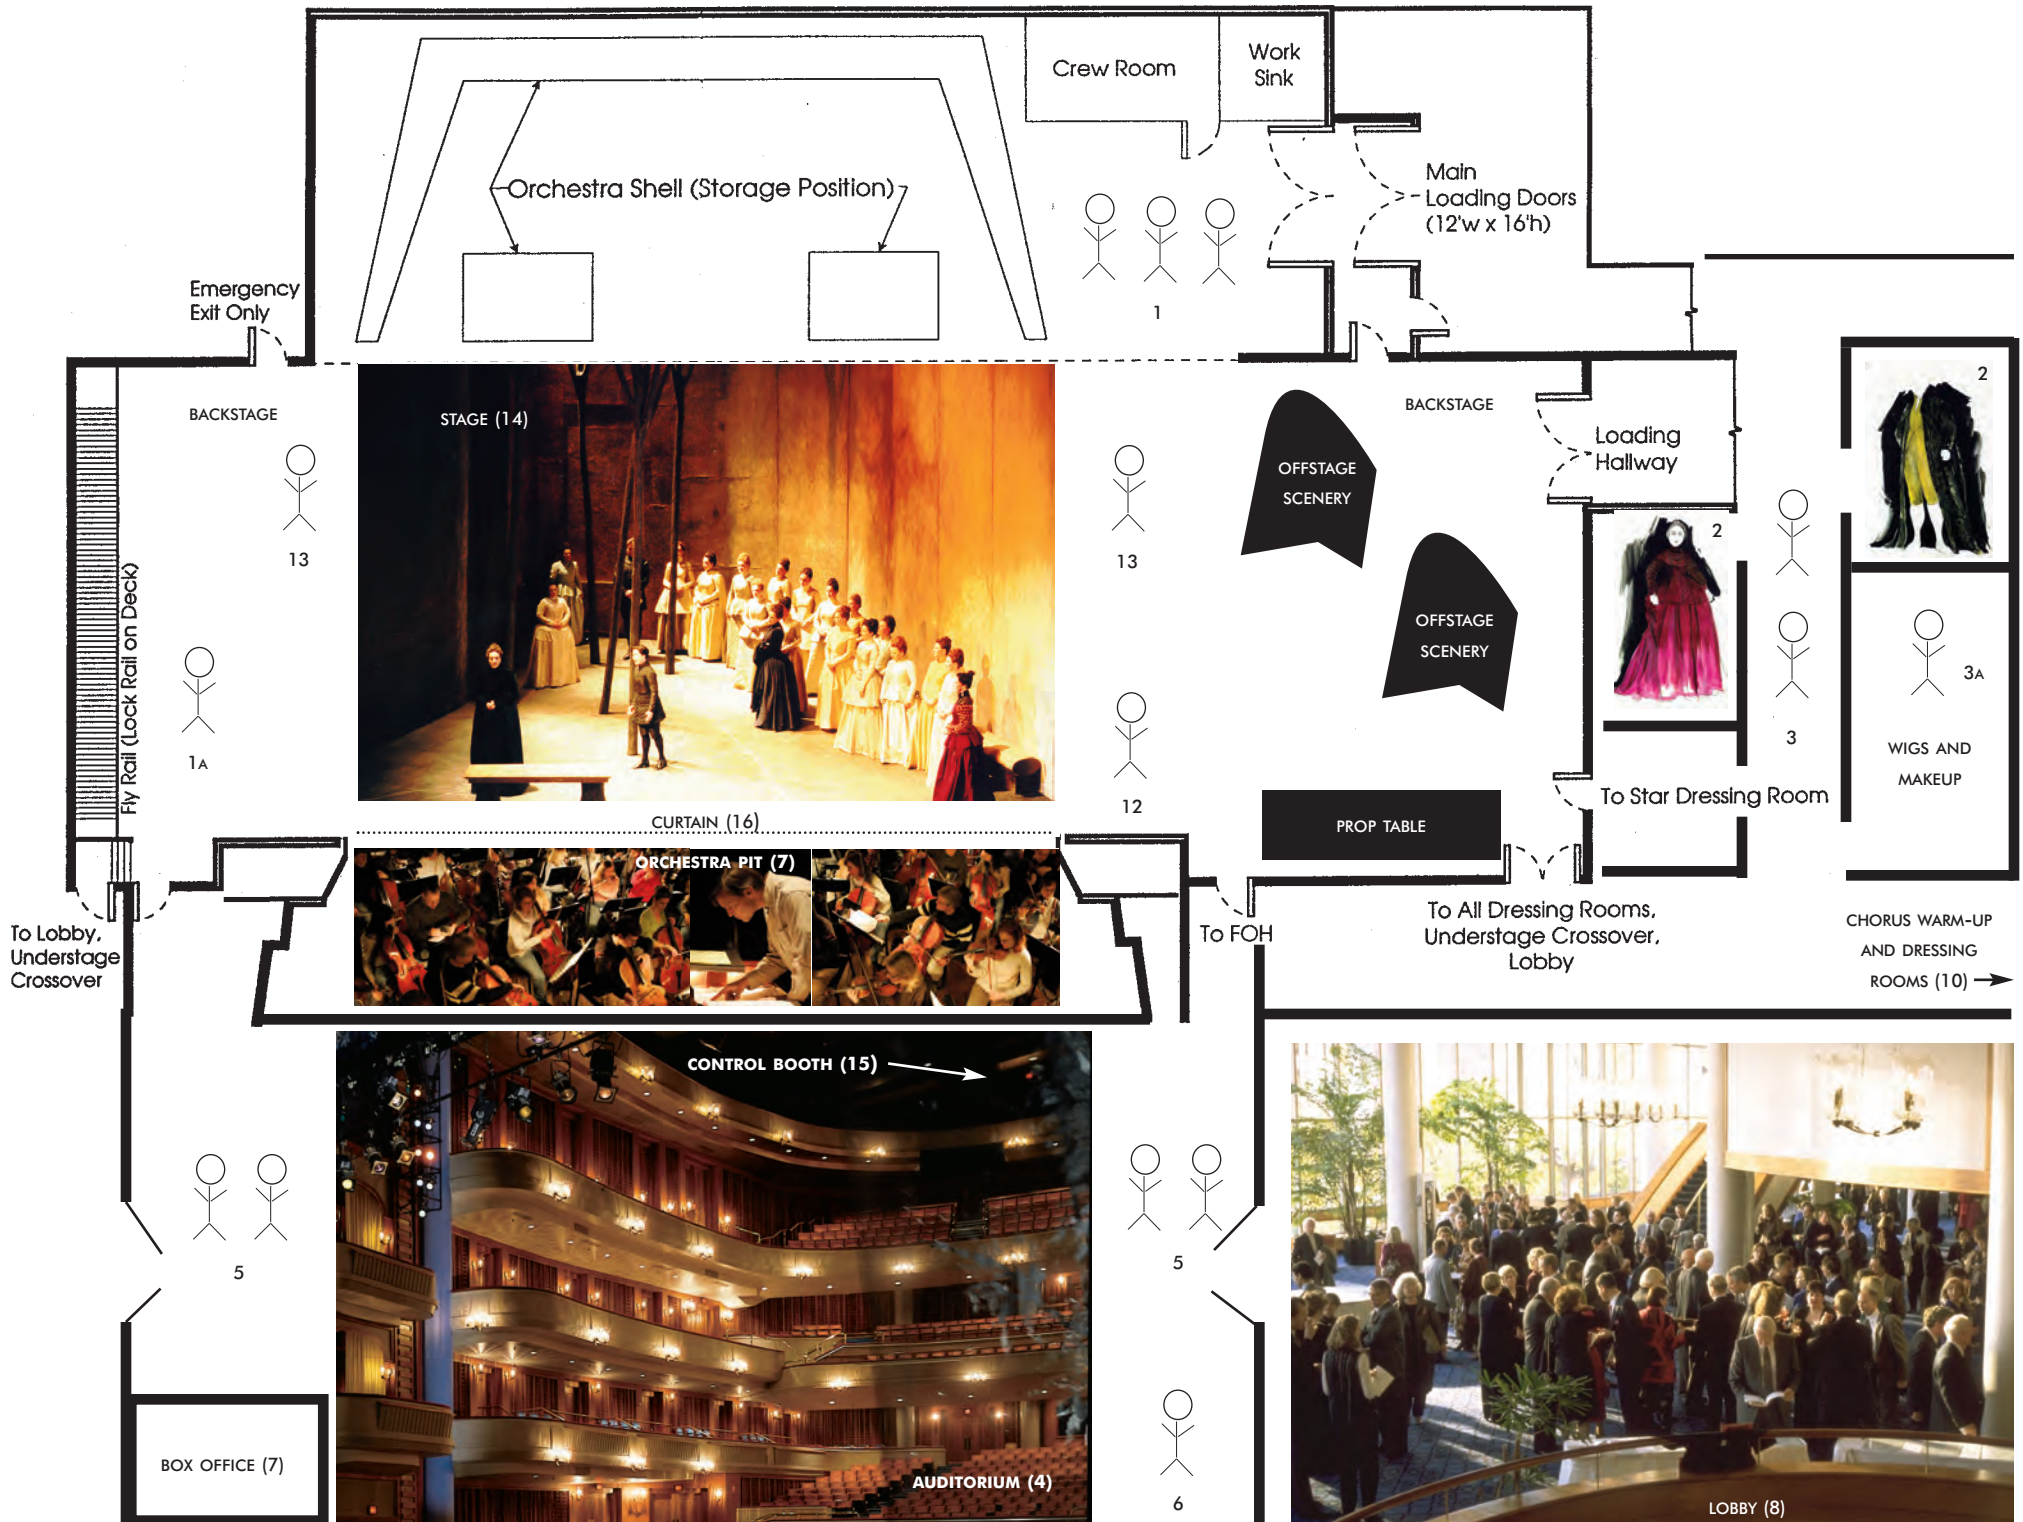 Crew Room
Work
Sink
Orchestra Shell (Storage Position)
Main
Loading Doors
(12'w x 16'h)
1
Emergency
Exit Only
BACKSTAGE
STAGE (14)
13
13
Fly Rail (Lock Rail on Deck)
1A
12
BACKSTAGE
OFFSTAGE
SCENERY
OFFSTAGE
SCENERY
Loading
Hallway
2
2
3
3A
WIGS AND
MAKEUP
To Star Dressing Room
PROP TABLE
CURTAIN (16)
ORCHESTRA PIT (7)
To Lobby,
Understage
Crossover
To FOH
To All Dressing Rooms,
Understage Crossover,
Lobby
CHORUS WARM-UP
AND DRESSING
ROOMS (10)
CONTROL BOOTH (15)
5
5
6
BOX OFFICE (7)
AUDITORIUM (4)
LOBBY (8)